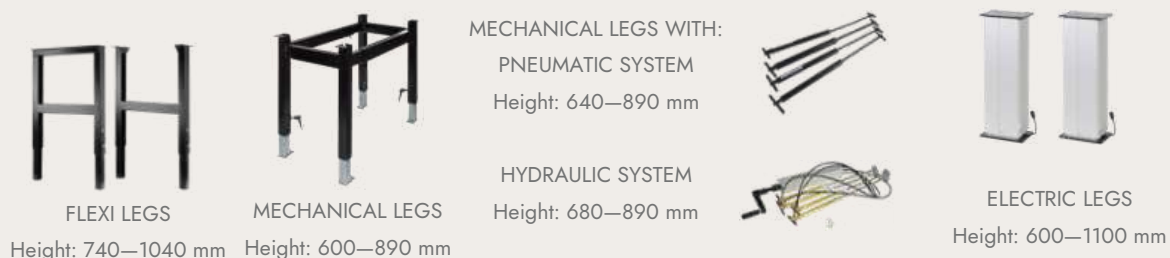 FLEXI LEGS
Height: 740—1040 mm
MECHANICAL LEGS
Height: 600—890 mm
MECHANICAL LEGS WITH:
PNEUMATIC SYSTEM
Height: 640—890 mm
HYDRAULIC SYSTEM
Height: 680—890 mm
ELECTRIC LEGS
Height: 600—1100 mm